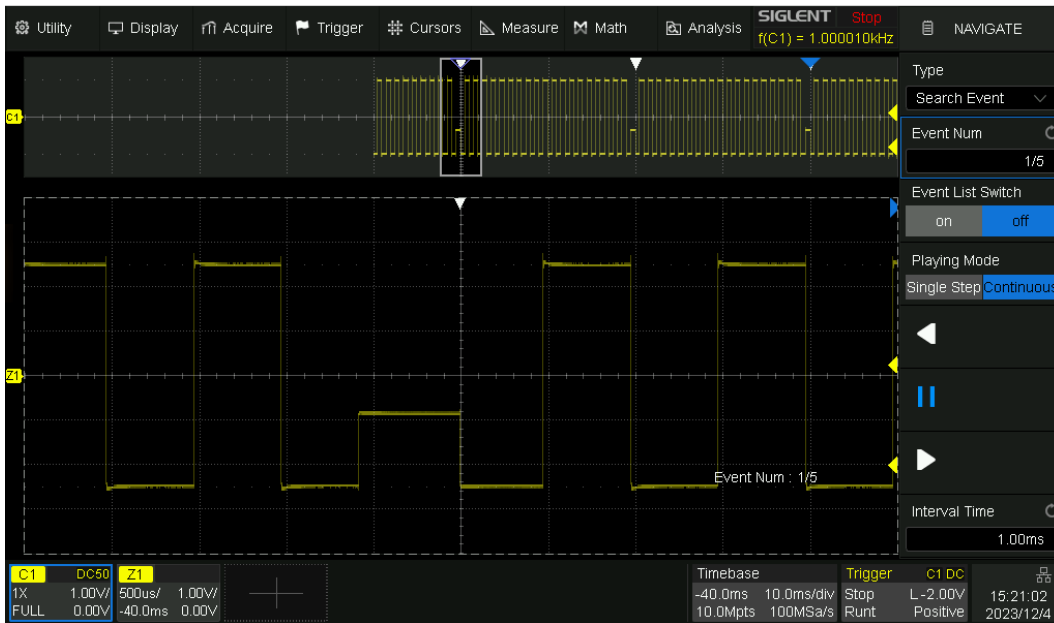 Utility Display Acquire Trigger Cursors Measure Math Analysis SIGLENT Stop NAVIGATE
f(C1) = 1.000010kHz
Type
Search Event
C1
Event Num
1/5
Event List Switch
on off
Playing Mode
Single Step Continuous
Z1
Event Num : 1/5
Interval Time
1.00ms
C1 DC50 Z1 Timebase Trigger C1 DC
1X 1.00V/ 500us/ 1.00V/ -40.0ms 10.0ms/div Stop L -2.00V 15:21:02
FULL 0.00V -40.0ms 0.00V 10.0Mpts 100MSa/s Runt Positive 2023/12/4